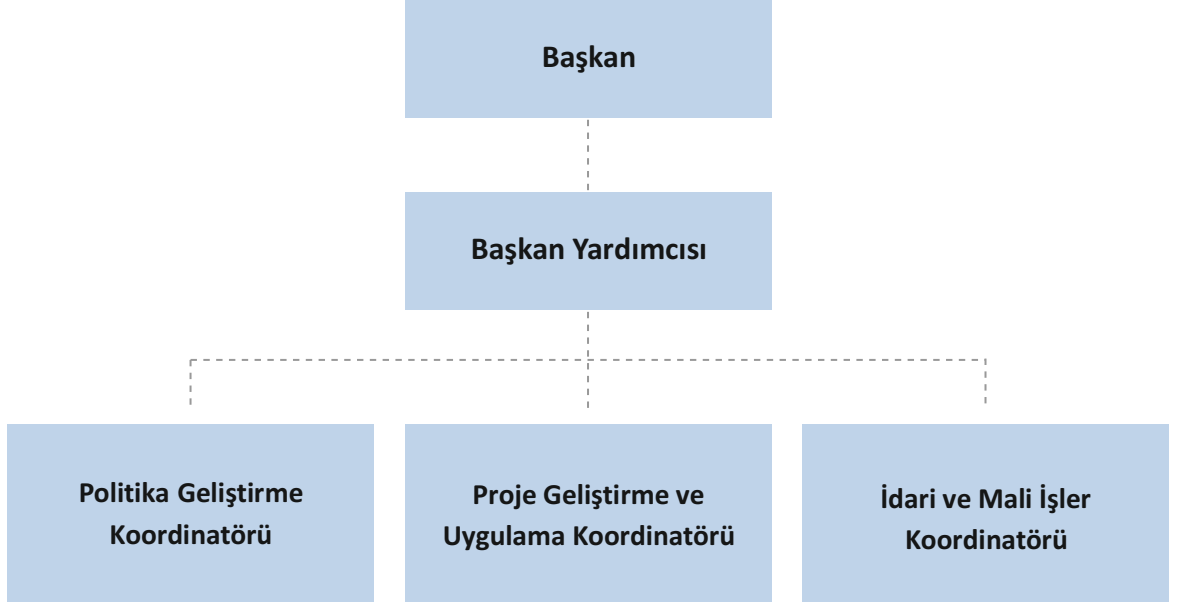 Başkan
Başkan Yardımcısı
Politika Geliştirme
Koordinatörü
Proje Geliştirme ve
Uygulama Koordinatörü
İdari ve Mali İşler
Koordinatörü